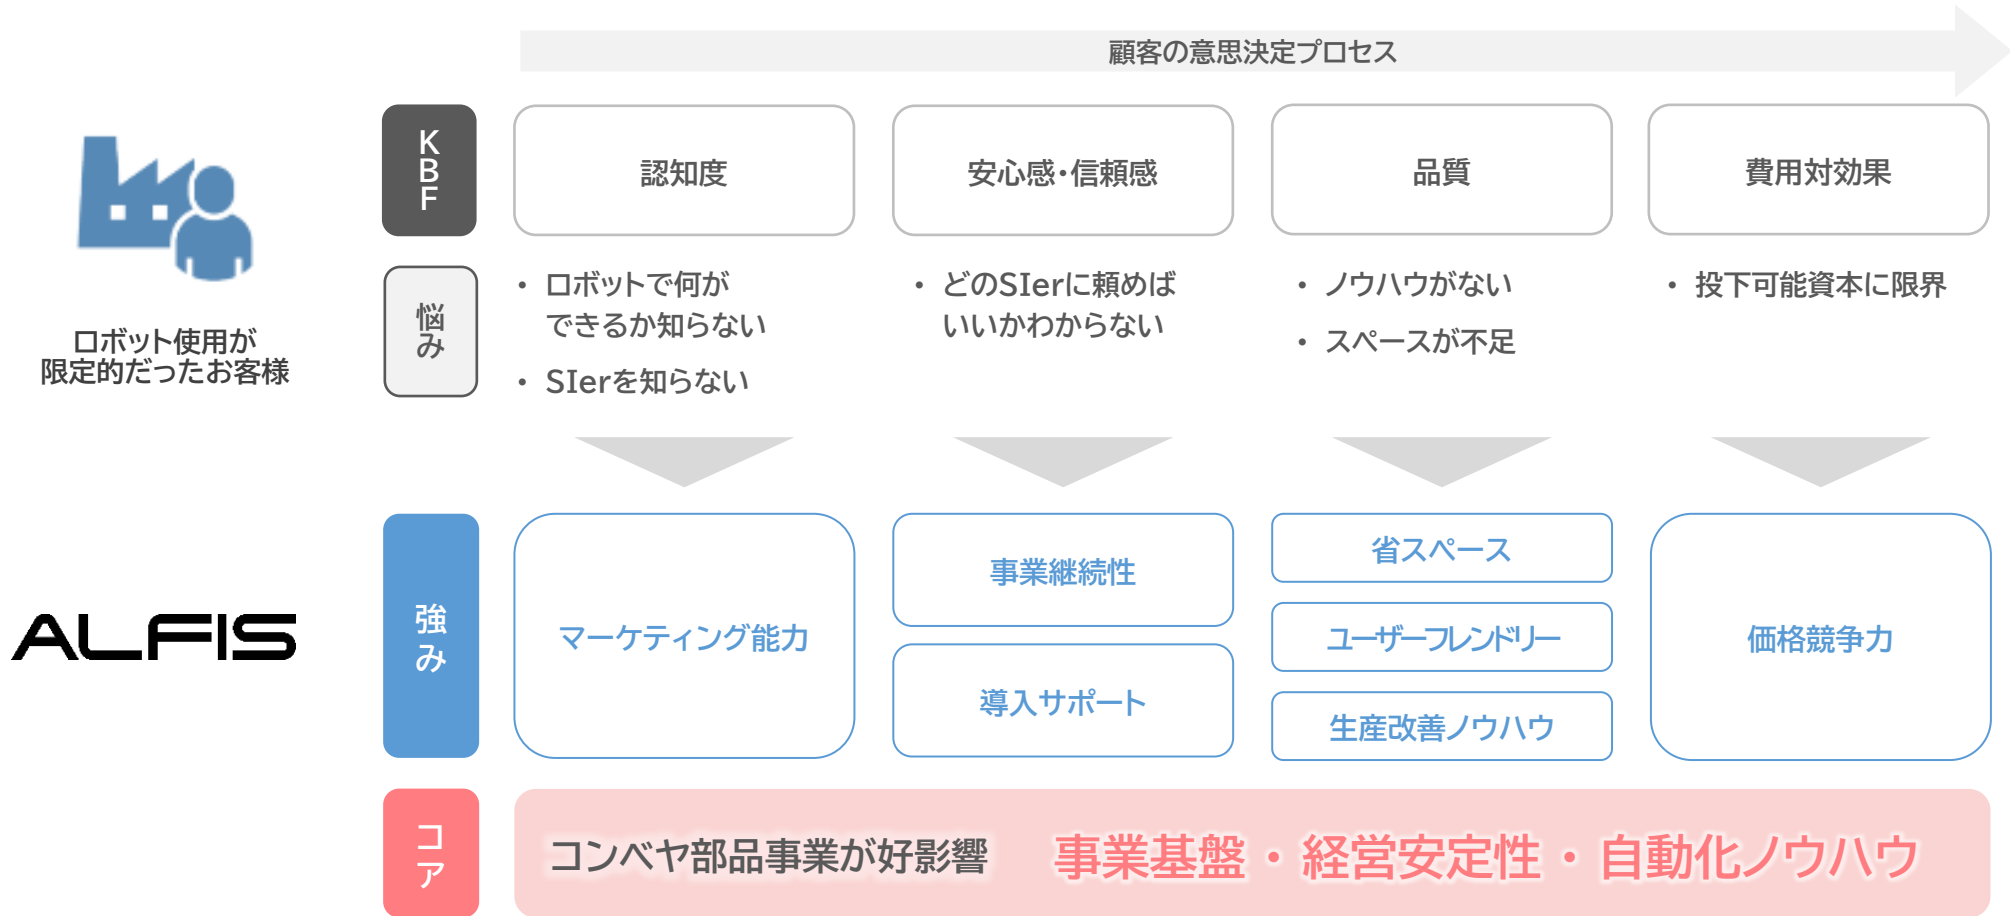 顧客の意思決定プロセス
KBF
認知度
安心感・信頼感
品質
費用対効果
ロボット使用が
限定的だったお客様
悩み
・ ロボットで何が
できるか知らない
・ SIerを知らない
・ どのSIerに頼めば
いいかわからない
・ ノウハウがない
・ スペースが不足
・ 投下可能資本に限界
ALFIS
強み
マーケティング能力
事業継続性
導入サポート
省スペース
ユーザーフレンドリー
生産改善ノウハウ
価格競争力
コア
コンベヤ部品事業が好影響 事業基盤・経営安定性・自動化ノウハウ